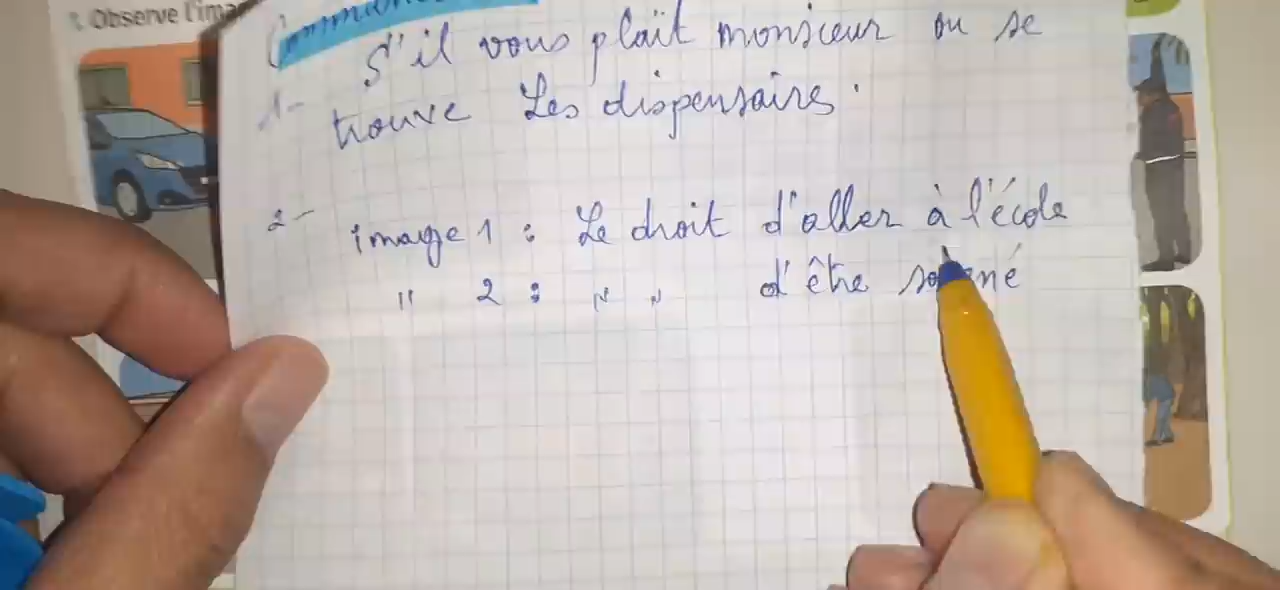 1. Observe l'ima
S'il vous plaît monsieur ou se
1- trouve Les dispensaires.
2- image 1 : Le droit d'aller à l'école
" 2 : " " d'être soigné